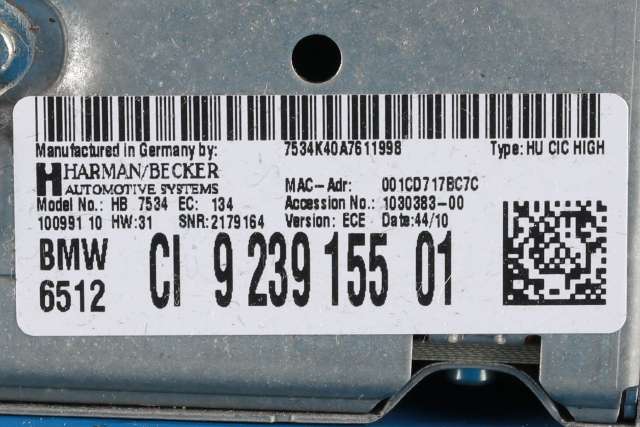 Manufactured in Germany by: 7534K40A7611998 Type: HU CIC HIGH
HARMAN/BECKER
AUTOMOTIVE SYSTEMS MAC-Adr: 001CD717BC7C
Model No.: HB 7534 EC: 134 Accession No.: 1030383-00
100991 10 HW:31 SNR:2179164 Version: ECE Date:44/10
BMW
6512 CI 9 239 155 01